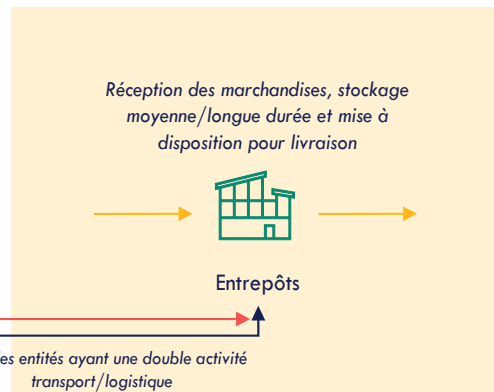 Réception des marchandises, stockage
moyenne/longue durée et mise à
disposition pour livraison
Entrepôts
es entités ayant une double activité
transport/logistique